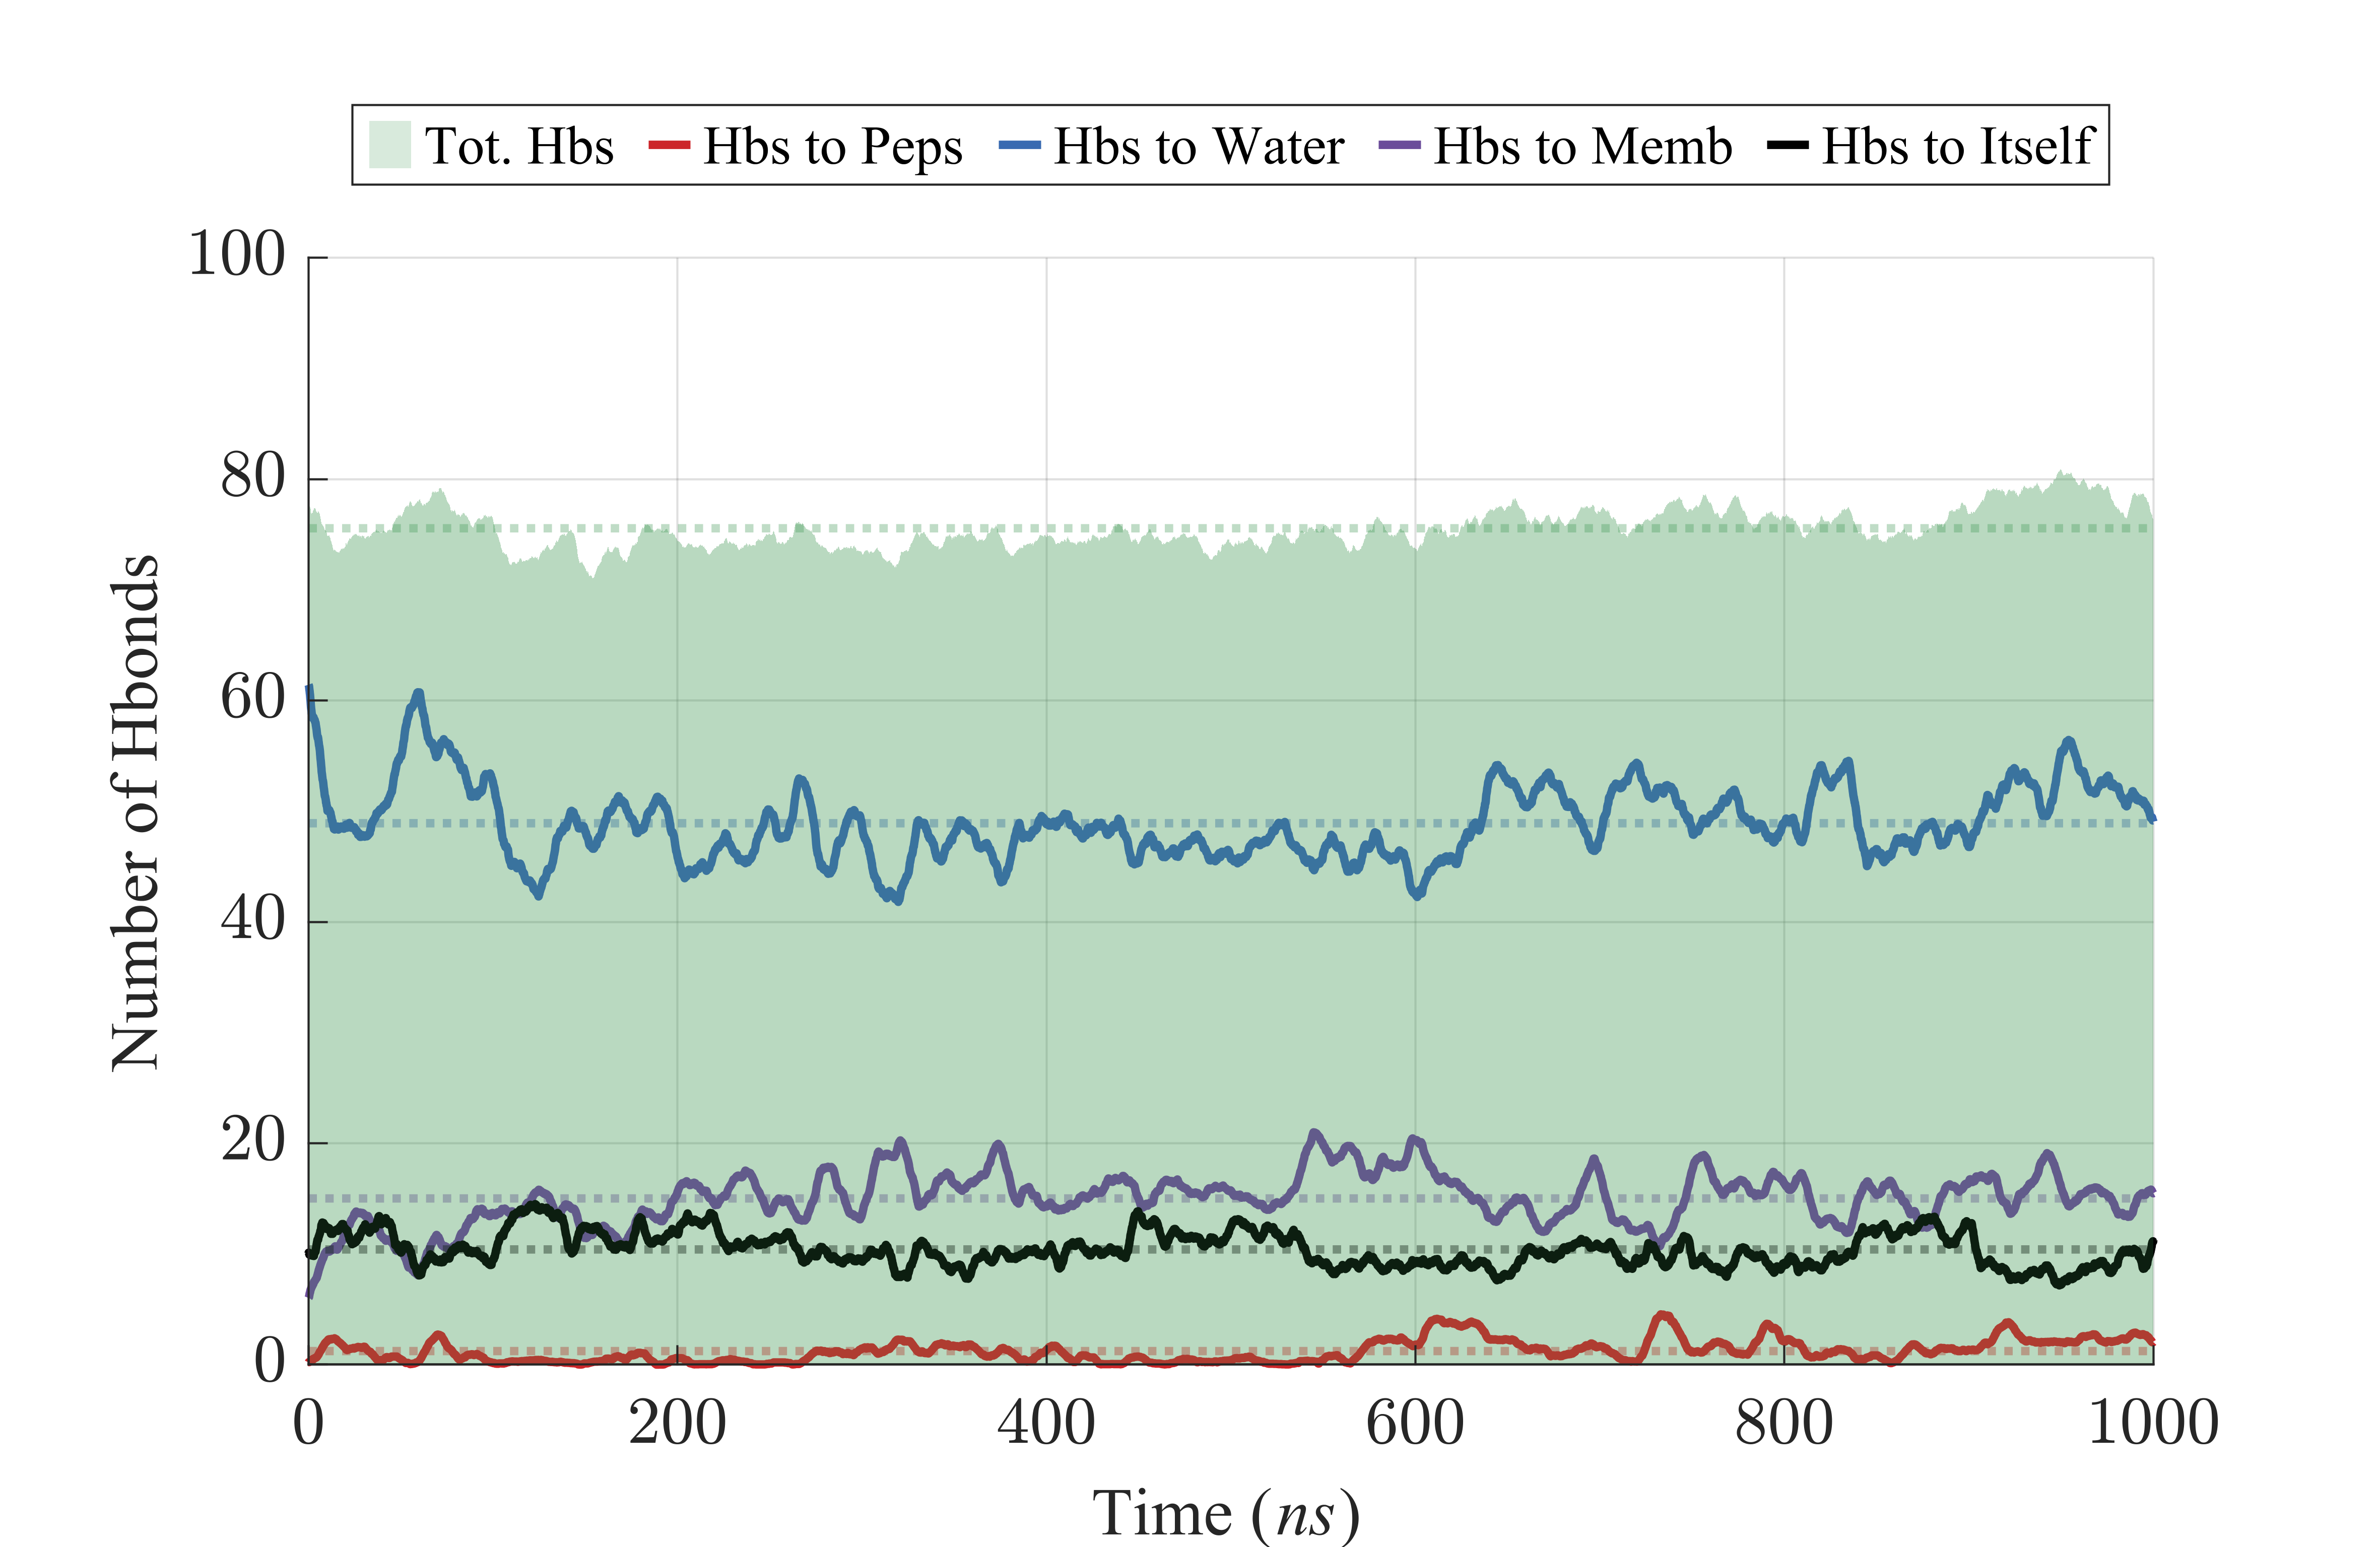 Tot. Hbs Hbs to Peps Hbs to Water Hbs to Memb Hbs to Itself
100
80
60
40
20
0
Number of Hbonds
0 200 400 600 800 1000
Time (ns)